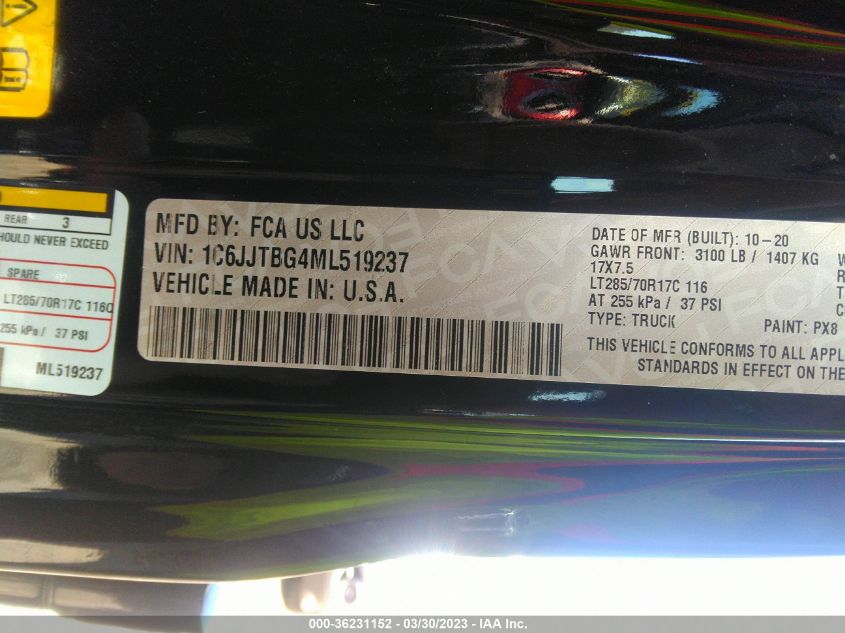 REAR 3
HOULD NEVER EXCEED
SPARE
LT285/70R17C 116
255 kPa / 37 PSI
ML519237
MFD BY: FCA US LLC
VIN: 1C6JJTBG4ML519237
VEHICLE MADE IN: U.S.A.
DATE OF MFR (BUILT): 10-20
GAWR FRONT: 3100 LB / 1407 KG
17X7.5
LT285/70R17C 116
AT 255 kPa / 37 PSI
TYPE: TRUCK PAINT: PX8
THIS VEHICLE CONFORMS TO ALL APPL
STANDARDS IN EFFECT ON THE
000-36231152 - 03/30/2023 - IAA Inc.